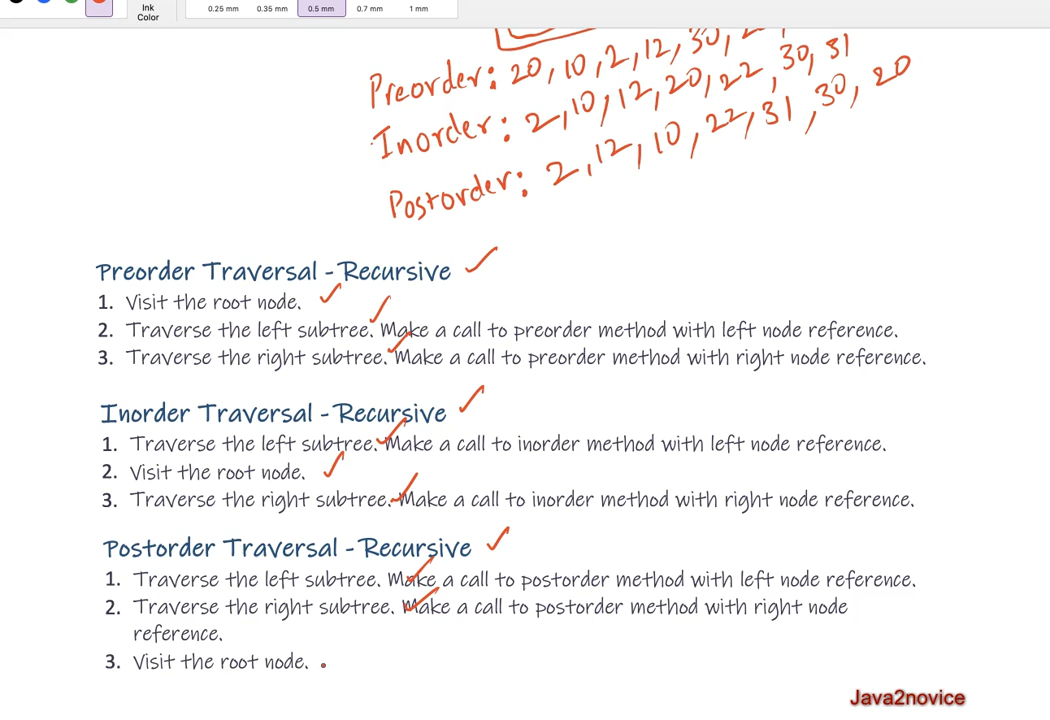 Ink
Color
0.25 mm 0.35 mm 0.5 mm 0.7 mm 1 mm
Preorder: 20, 10, 2, 12, 30,
Inorder: 2, 10, 12, 20, 22, 30, 31
Postorder: 2, 12, 10, 22, 31, 30, 20
Preorder Traversal - Recursive
1. Visit the root node.
2. Traverse the left subtree. Make a call to preorder method with left node reference.
3. Traverse the right subtree. Make a call to preorder method with right node reference.
Inorder Traversal - Recursive
1. Traverse the left subtree. Make a call to inorder method with left node reference.
2. Visit the root node.
3. Traverse the right subtree. Make a call to inorder method with right node reference.
Postorder Traversal - Recursive
1. Traverse the left subtree. Make a call to postorder method with left node reference.
2. Traverse the right subtree. Make a call to postorder method with right node
reference.
3. Visit the root node.
Java2novice